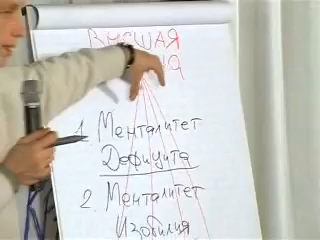 Высшая
1. Менталитет
Дефицита
2. Менталитет
Изобилия